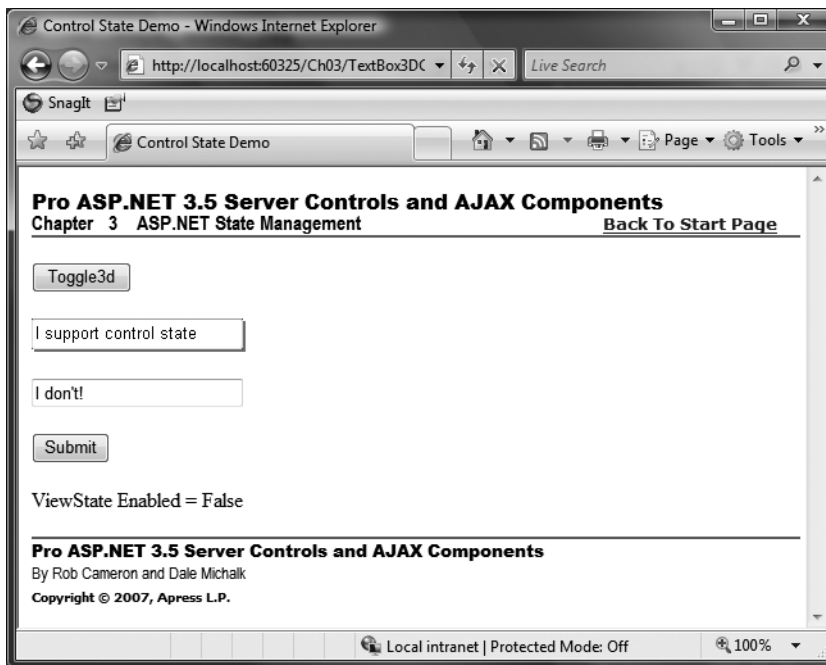 Control State Demo - Windows Internet Explorer
http://localhost:60325/Ch03/TextBox3DC
Live Search
SnagIt
Control State Demo
Page
Tools
Pro ASP.NET 3.5 Server Controls and AJAX Components
Chapter 3 ASP.NET State Management
Back To Start Page
Toggle3d
I support control state
I don't!
Submit
ViewState Enabled = False
Pro ASP.NET 3.5 Server Controls and AJAX Components
By Rob Cameron and Dale Michalk
Copyright © 2007, Apress L.P.
Local intranet | Protected Mode: Off
100%